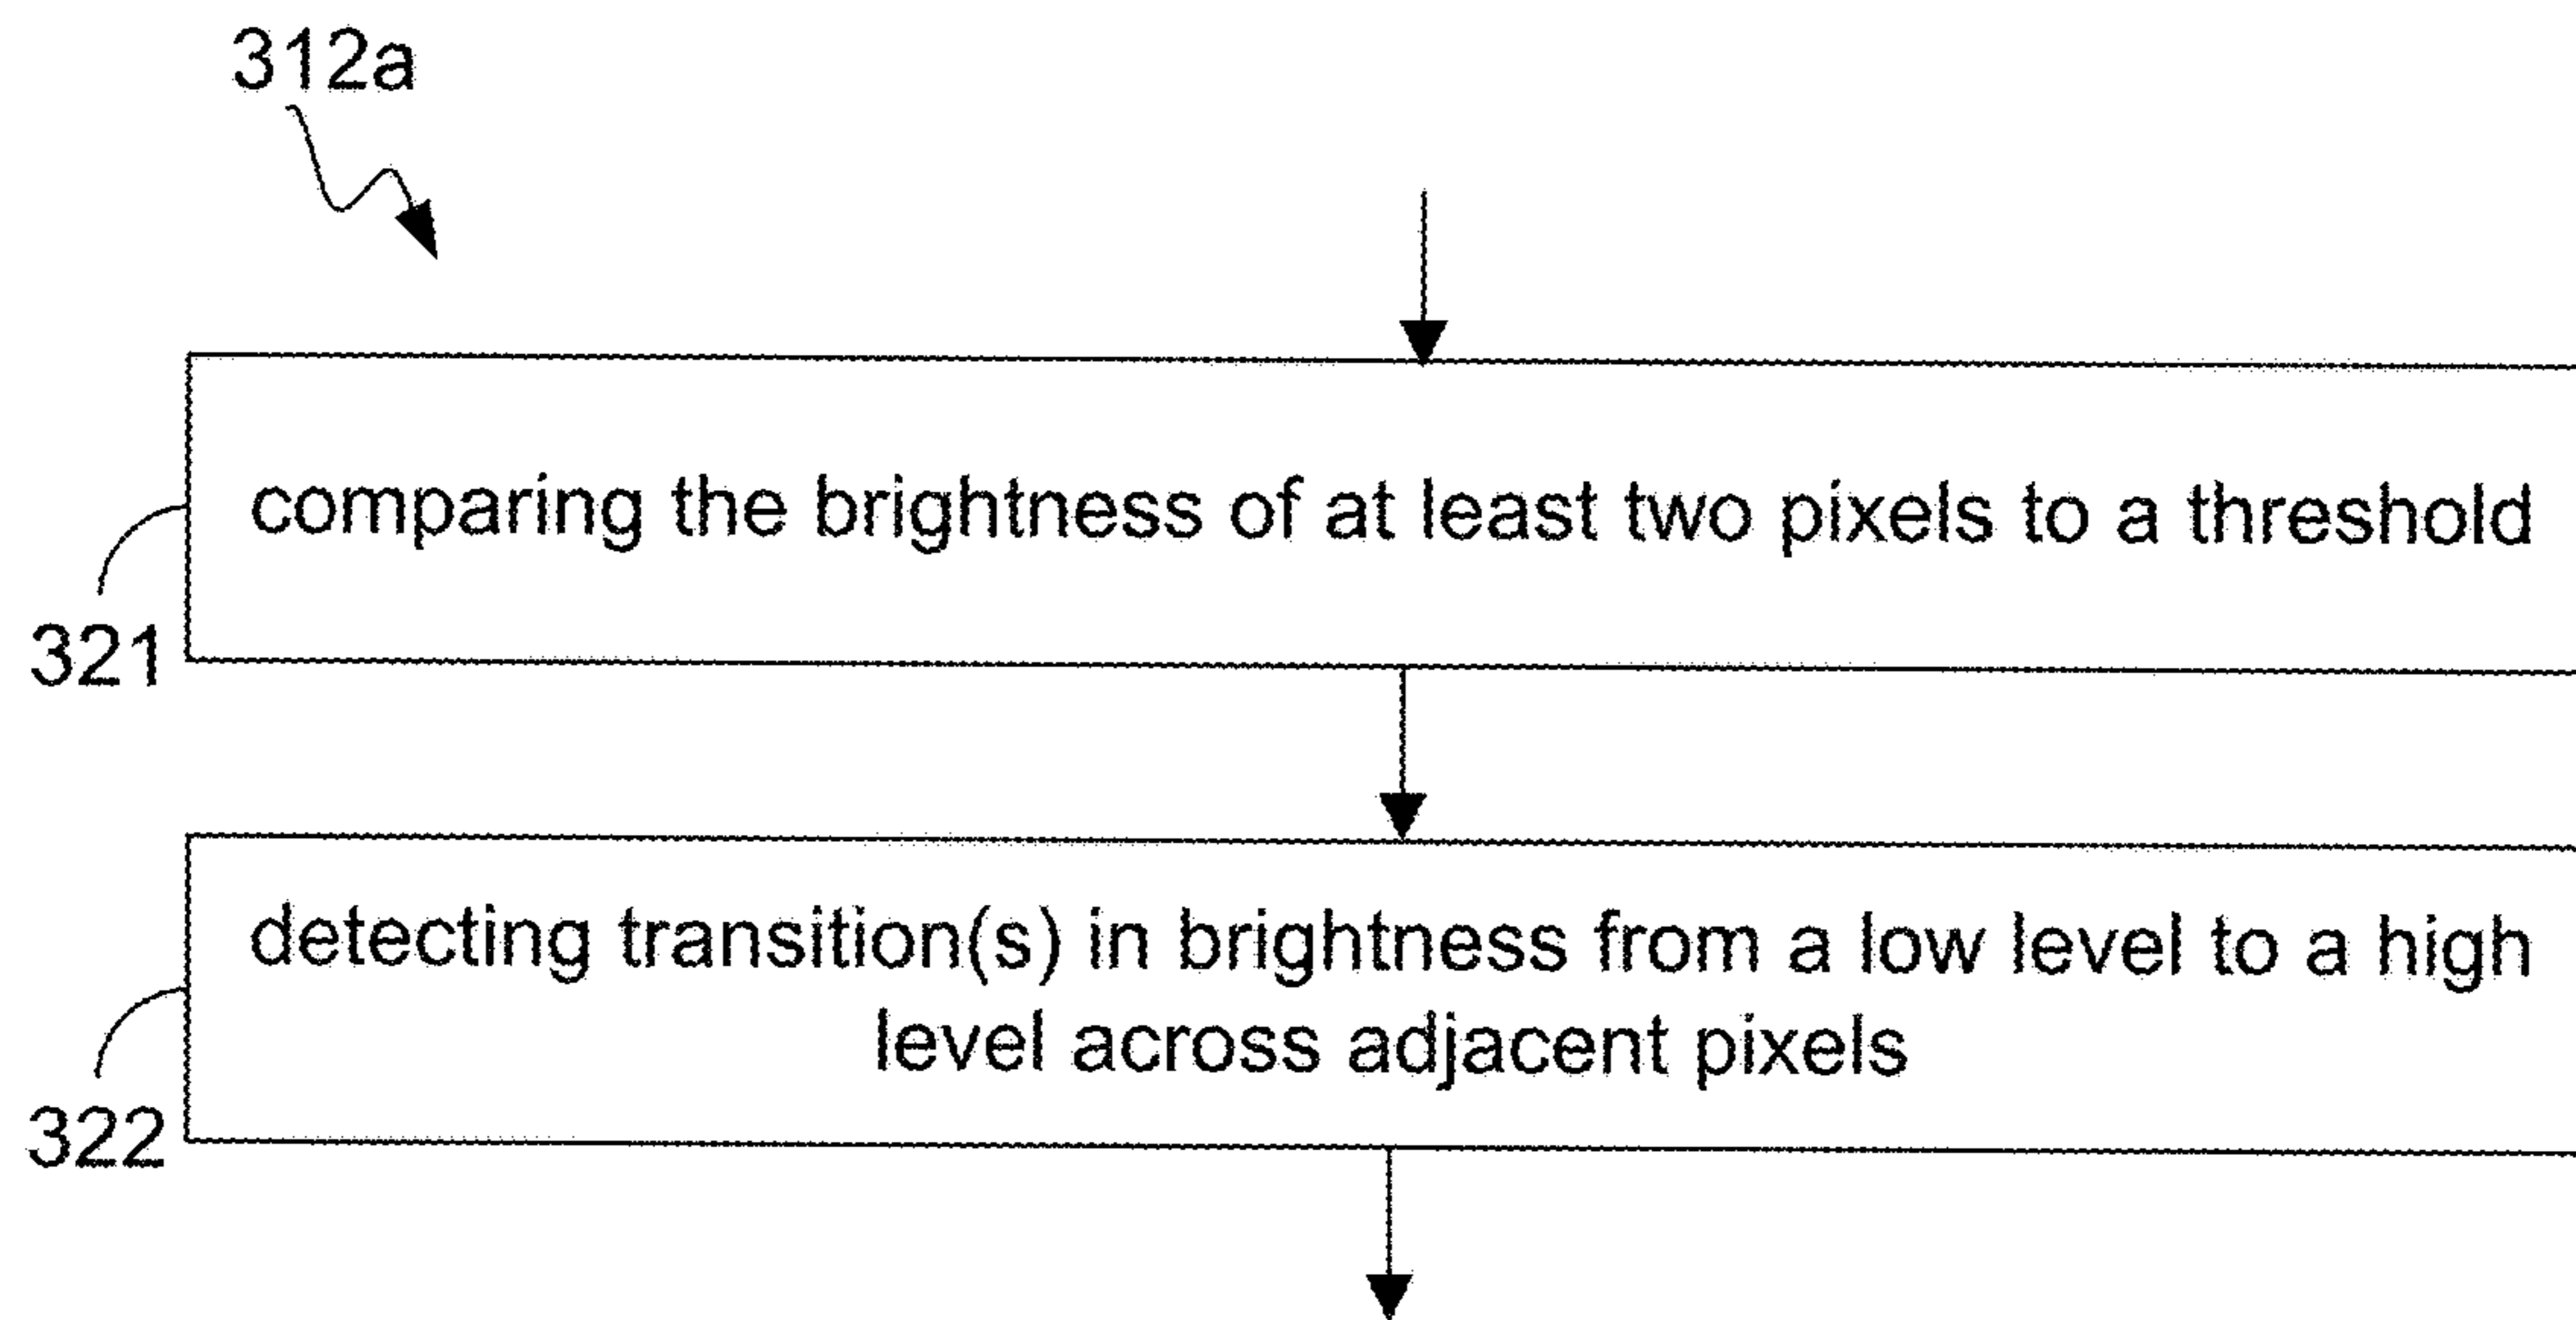 312a
comparing the brightness of at least two pixels to a threshold
321
detecting transition(s) in brightness from a low level to a high
level across adjacent pixels
322